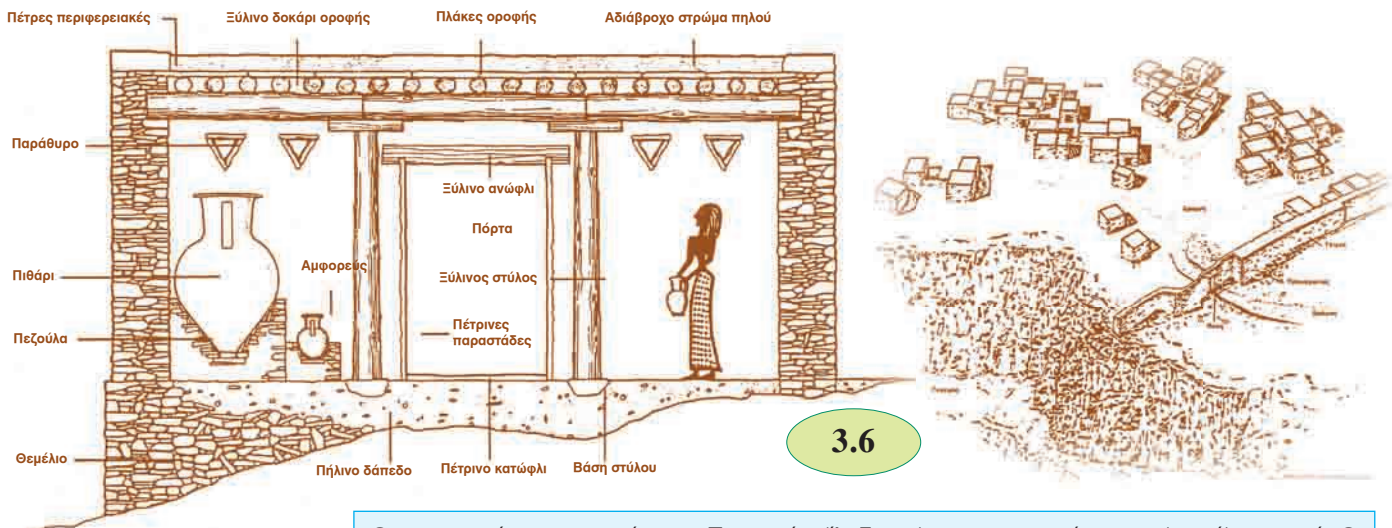 Πέτρες περιφερειακές
Ξύλινο δοκάρι οροφής
Πλάκες οροφής
Αδιάβροχο στρώμα πηλού
Παράθυρο
Ξύλινο ανώφλι
Πόρτα
Πιθάρι
Αμφορεύς
Ξύλινος στύλος
Πεζούλα
Πέτρινες
παραστάδες
Θεμέλιο
Πήλινο δάπεδο
Πέτρινο κατώφλι
Βάση στύλου
3.6